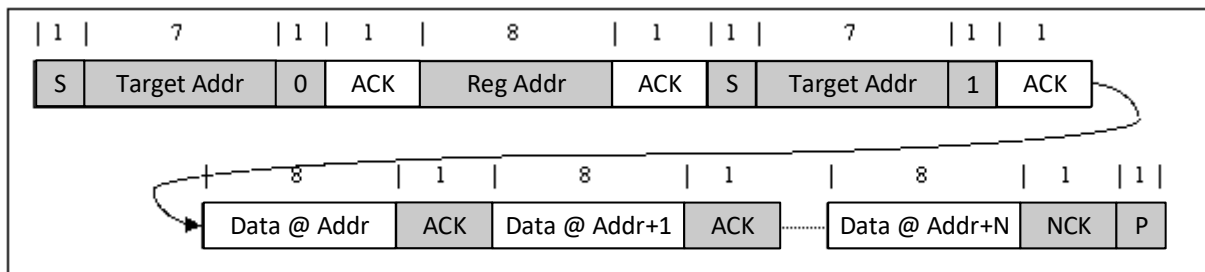 | 1 | 7 | 1 | 1 | 8 | 1 | 1 | 7 | 1 | 1
S Target Addr 0 ACK Reg Addr ACK S Target Addr 1 ACK
| 8 | 1 | 8 | 1 | 8 | 1 | 1 |
Data @ Addr ACK Data @ Addr+1 ACK Data @ Addr+N NCK P